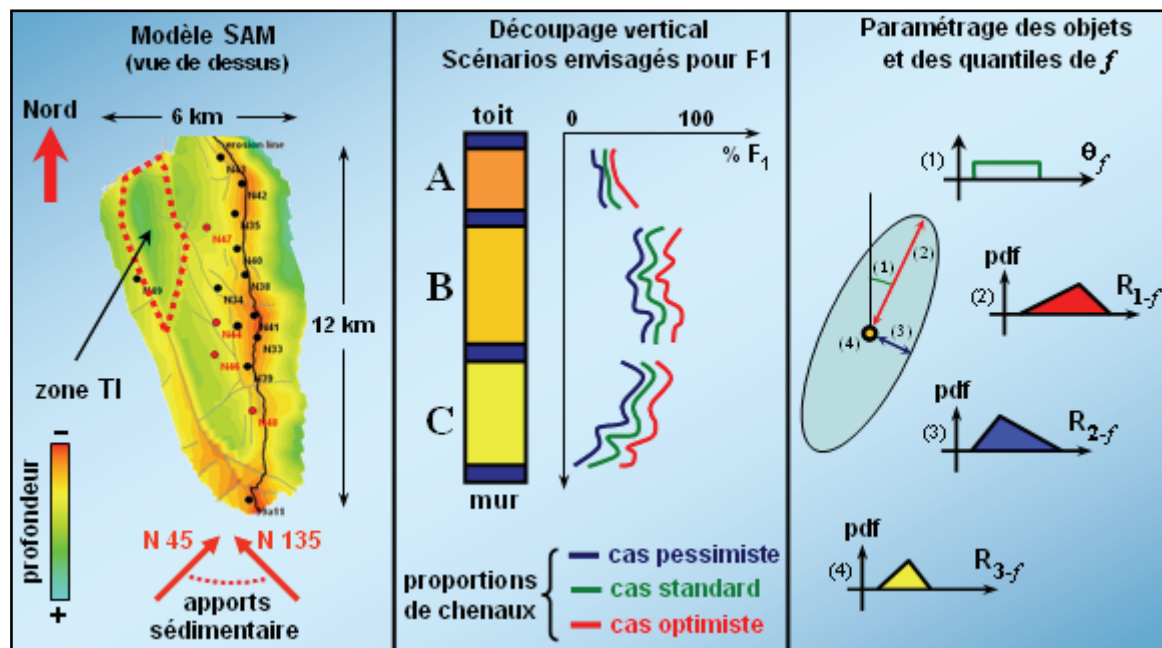 Modèle SAM
(vue de dessus)
Nord
6 km
erosion line
N43
N42
N35
N47
N40
N38
N49
N34
N41
N44
N33
N46
N39
N48
12 km
zone TI
profondeur
−
+
N 45
N 135
apports
sédimentaire
Découpage vertical
Scénarios envisagés pour F1
toit
A
B
C
mur
0
100
% F1
proportions
de chenaux
cas pessimiste
cas standard
cas optimiste
Paramétrage des objets
et des quantiles de f
(1)
θf
(1)
(2)
(3)
(4)
pdf
(2)
R1-f
pdf
(3)
R2-f
pdf
(4)
R3-f